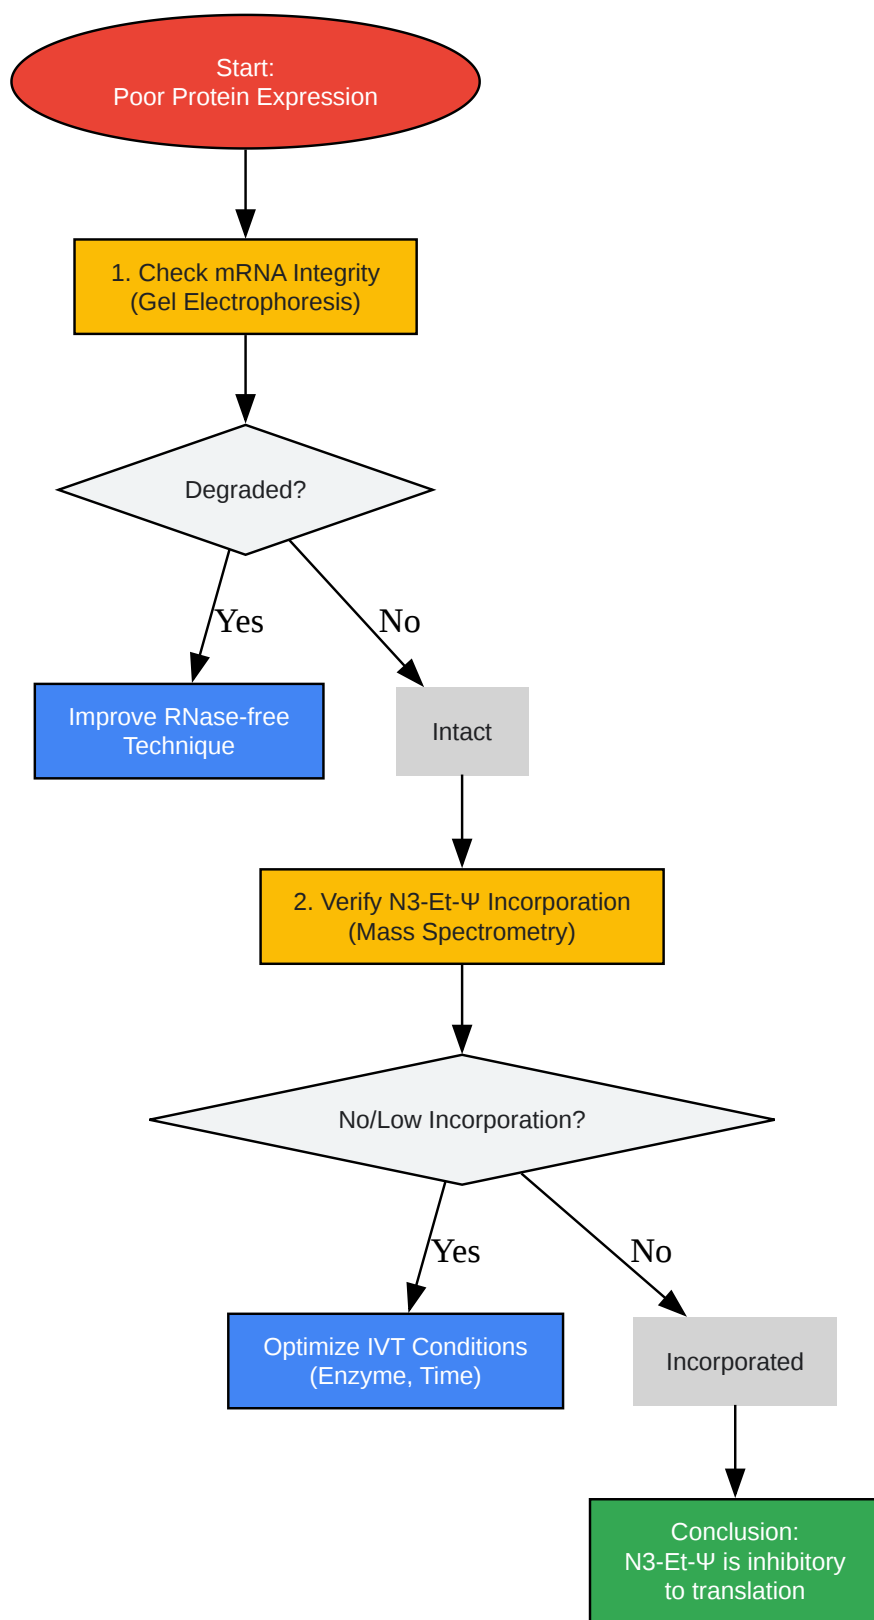 Start:
Poor Protein Expression
1. Check mRNA Integrity
(Gel Electrophoresis)
Degraded?
Yes
No
Improve RNase-free
Technique
Intact
2. Verify N3-Et-Ψ Incorporation
(Mass Spectrometry)
No/Low Incorporation?
Yes
No
Optimize IVT Conditions
(Enzyme, Time)
Incorporated
Conclusion:
N3-Et-Ψ is inhibitory
to translation